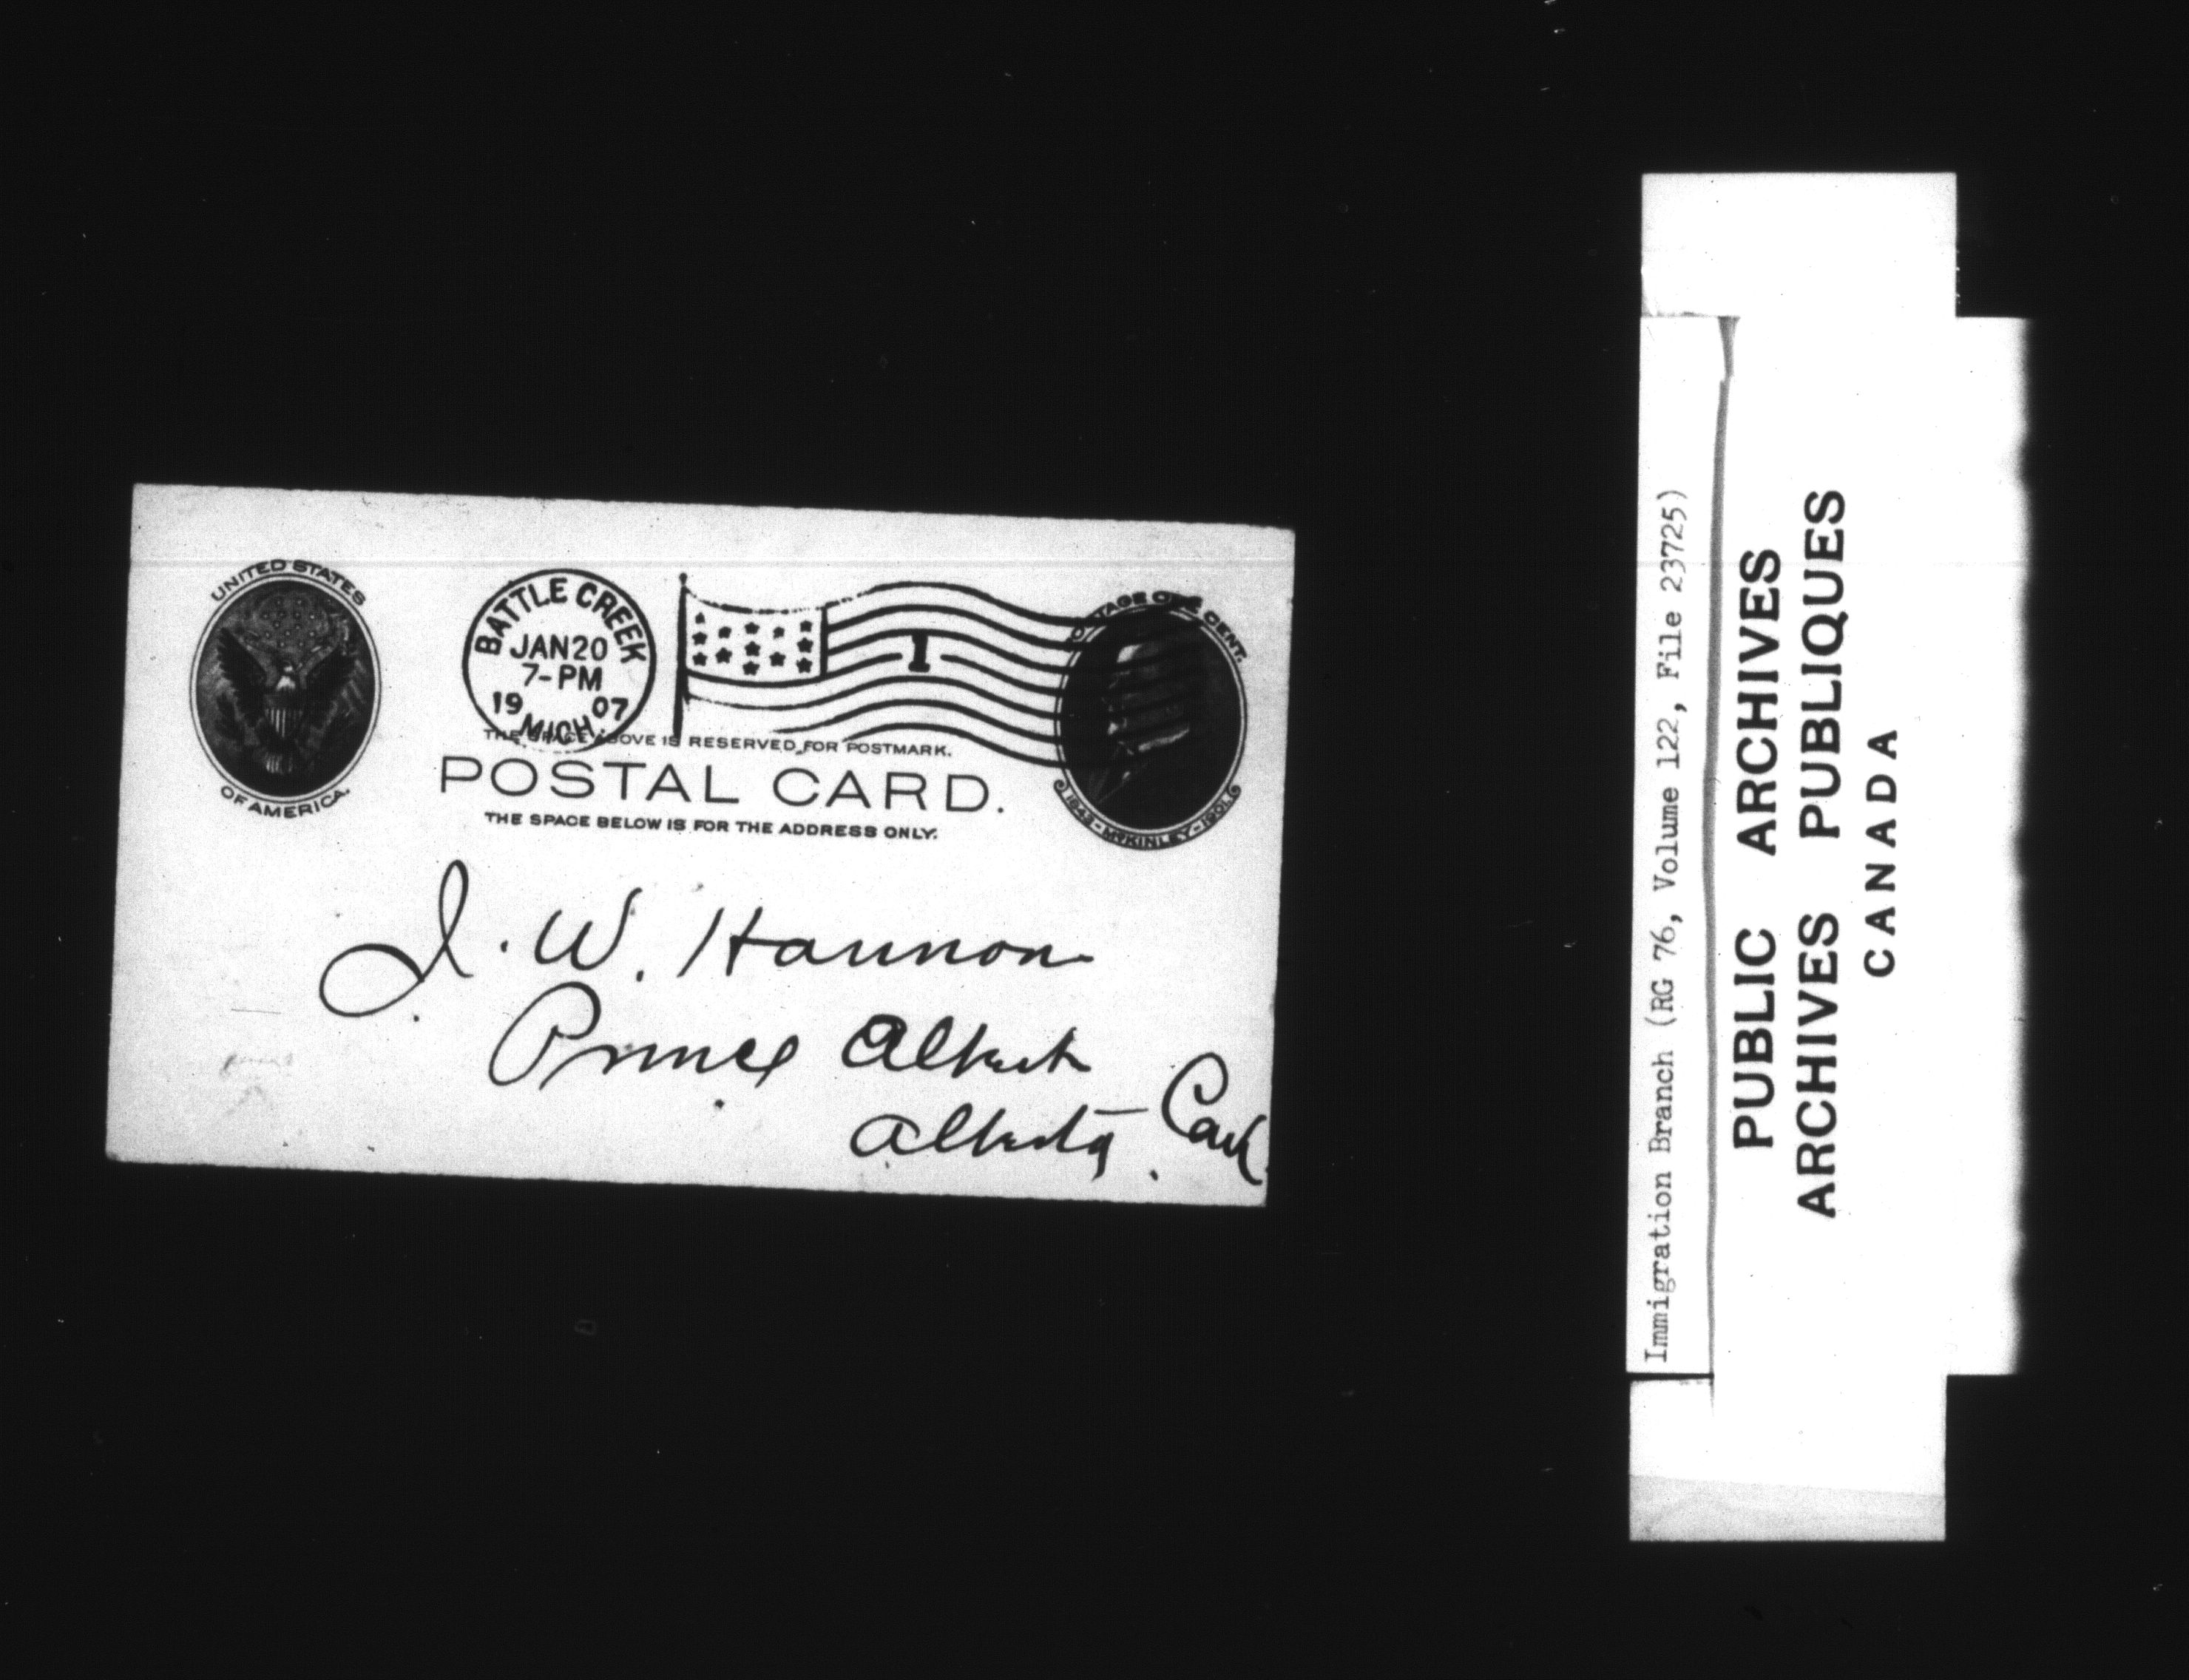 UNITED STATES
OF AMERICA.
BATTLE CREEK
JAN 20
7-PM
19 07
MICH.
1
POSTAGE ONE CENT.
1843-McKINLEY-1901.
THE SPACE ABOVE IS RESERVED FOR POSTMARK.
POSTAL CARD.
THE SPACE BELOW IS FOR THE ADDRESS ONLY.
J. W. Hannon
Prince Albert
Alberta. Can.
Immigration Branch (RG 76, Volume 122, File 23725)
PUBLIC ARCHIVES
ARCHIVES PUBLIQUES
CANADA